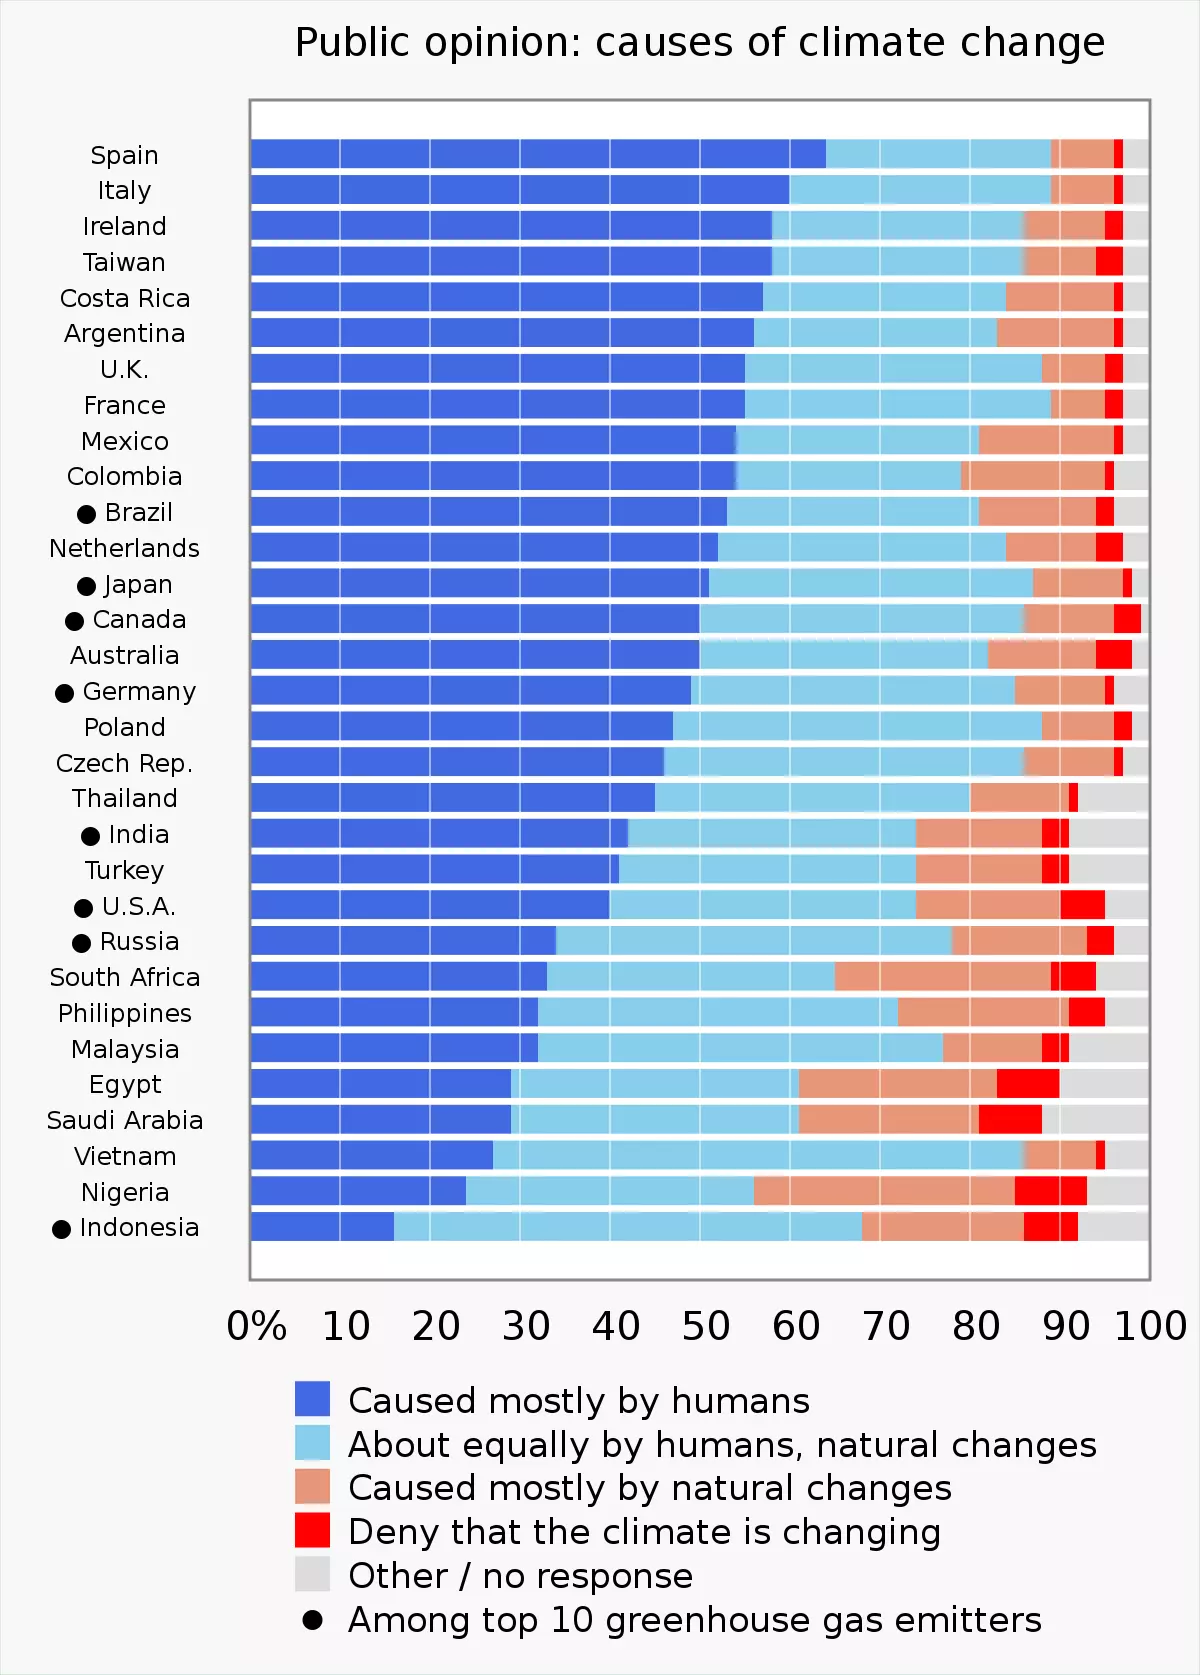 Public opinion: causes of climate change
Spain
Italy
Ireland
Taiwan
Costa Rica
Argentina
U.K.
France
Mexico
Colombia
● Brazil
Netherlands
● Japan
● Canada
Australia
● Germany
Poland
Czech Rep.
Thailand
● India
Turkey
● U.S.A.
● Russia
South Africa
Philippines
Malaysia
Egypt
Saudi Arabia
Vietnam
Nigeria
● Indonesia
0% 10 20 30 40 50 60 70 80 90 100
Caused mostly by humans
About equally by humans, natural changes
Caused mostly by natural changes
Deny that the climate is changing
Other / no response
● Among top 10 greenhouse gas emitters